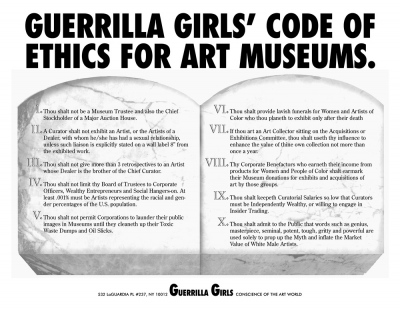 GUERRILLA GIRLS' CODE OF
ETHICS FOR ART MUSEUMS.
I. Thou shalt not be a Museum Trustee and also the Chief
Stockholder of a Major Auction House.
II. A Curator shalt not exhibit an Artist, or the Artists of a
Dealer, with whom he/she has had a sexual relationship,
unless such liaison is explicitly stated on a wall label 8" from
the exhibited work.
III. Thou shalt not give more than 3 retrospectives to an Artist
whose Dealer is the brother of the Chief Curator.
IV. Thou shalt not limit thy Board of Trustees to Corporate
Officers, Wealthy Entrepreneurs and Social Hangers-on. At
least .001% must be Artists representing the racial and gen-
der percentages of the U.S. population.
V. Thou shalt not permit Corporations to launder their public
images in Museums until they cleaneth up their Toxic
Waste Dumps and Oil Slicks.
VI. Thou shalt provide lavish funerals for Women and Artists of
Color who thou planeth to exhibit only after their death
VII. If thou art an Art Collector sitting on the Acquisitions or
Exhibitions Committee, thou shalt useth thy influence to
enhance the value of thine own collection not more than
once a year
VIII. Thy Corporate Benefactors who earneth their income from
products for Women and People of Color shall earmark
their Museum donations for exhibits and acquisitions of
art by those groups.
IX. Thou shalt keepeth Curatorial Salaries so low that Curators
must be Independently Wealthy, or willing to engage in
Insider Trading.
X. Thou shalt admit to the Public that words such as genius,
masterpiece, seminal, potent, tough, gritty and powerful are
used solely to prop up the Myth and inflate the Market
Value of White Male Artists.
532 LaGUARDIA PL #237, NY 10012 GUERRILLA GIRLS CONSCIENCE OF THE ART WORLD